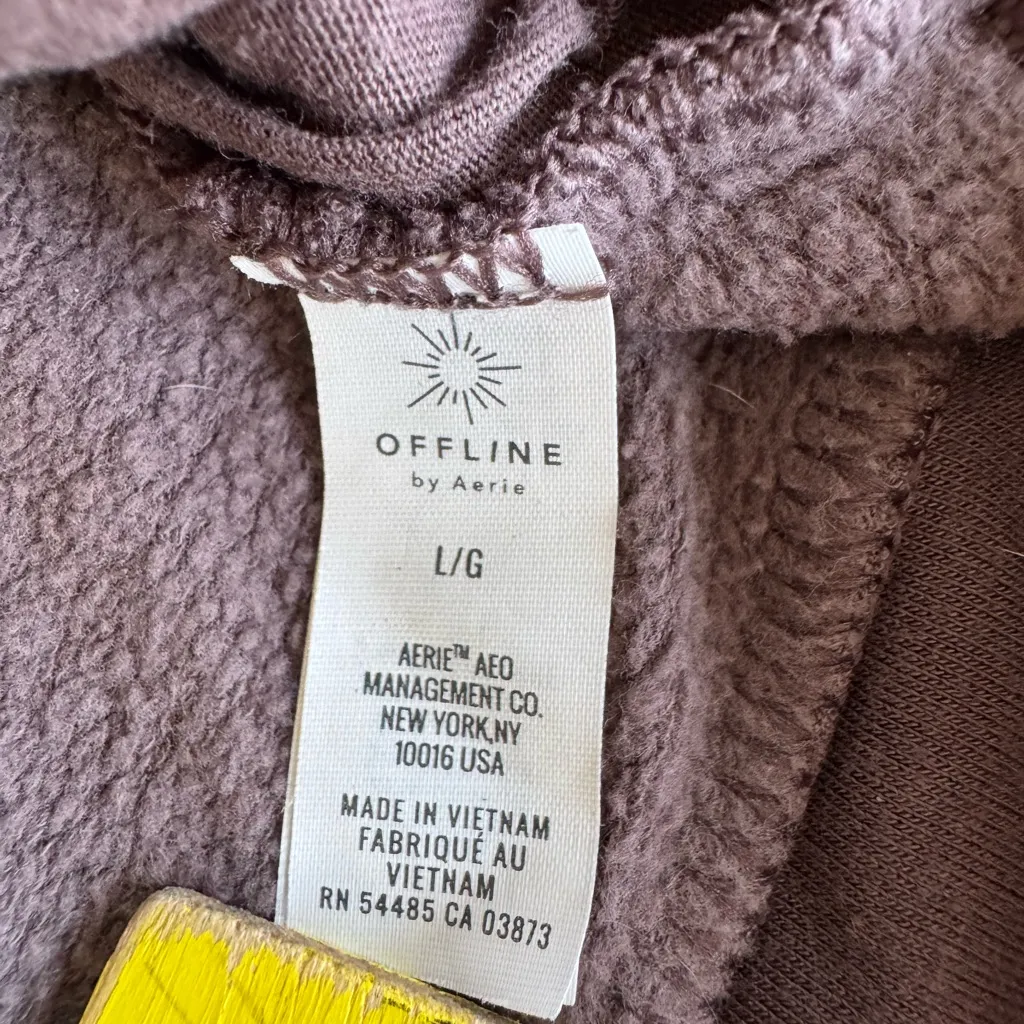 OFFLINE
by Aerie
L/G
AERIE™ AEO
MANAGEMENT CO.
NEW YORK,NY
10016 USA
MADE IN VIETNAM
FABRIQUÉ AU
VIETNAM
RN 54485 CA 03873